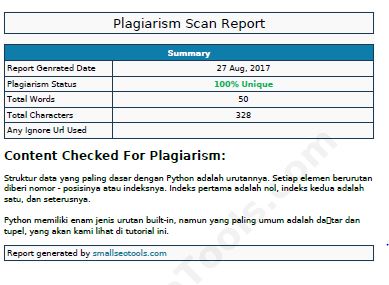 Plagiarism Scan Report
Summary
Report Genrated Date 27 Aug, 2017
Plagiarism Status 100% Unique
Total Words 50
Total Characters 328
Any Ignore Url Used
Content Checked For Plagiarism:
Struktur data yang paling dasar dengan Python adalah urutannya. Setiap elemen berurutan
diberi nomor - posisinya atau indeksnya. Indeks pertama adalah nol, indeks kedua adalah
satu, dan seterusnya.
Python memiliki enam jenis urutan built-in, namun yang paling umum adalah da▯tar dan
tupel, yang akan kami lihat di tutorial ini.
Report generated by smallseotools.com
eTools.com